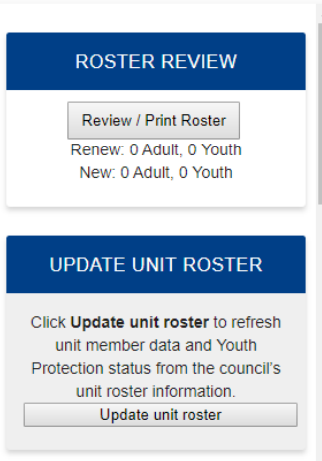 ROSTER REVIEW
Review / Print Roster
Renew: 0 Adult, 0 Youth
New: 0 Adult, 0 Youth
UPDATE UNIT ROSTER
Click Update unit roster to refresh
unit member data and Youth
Protection status from the council's
unit roster information.
Update unit roster